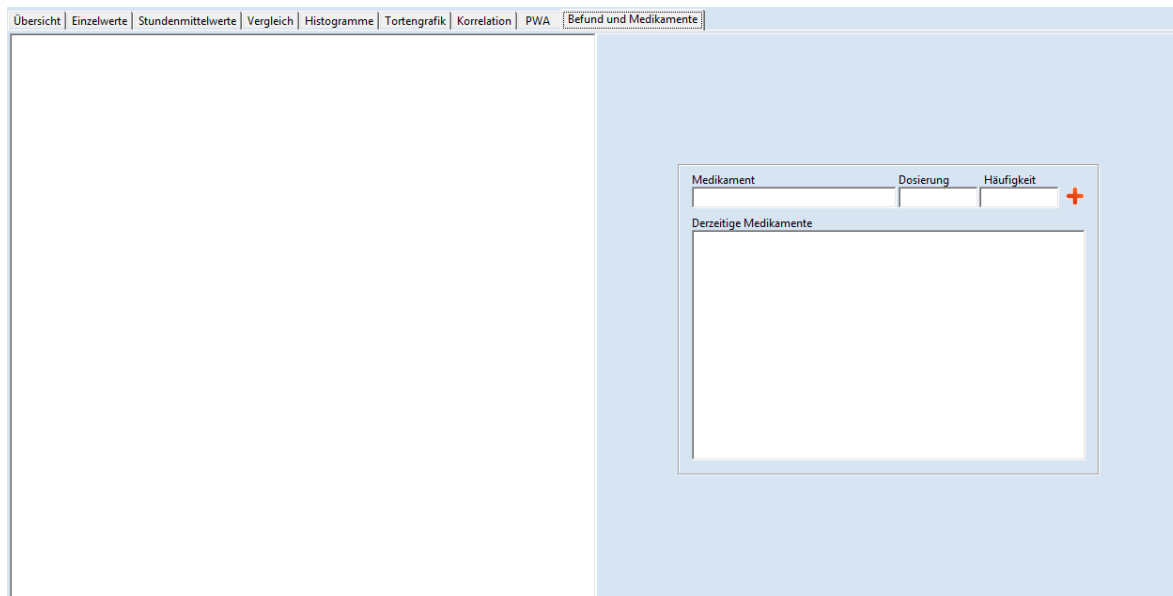 Übersicht Einzelwerte Stundenmittelwerte Vergleich Histogramme Tortengrafik Korrelation PWA Befund und Medikamente
Medikament Dosierung Häufigkeit
Derzeitige Medikamente